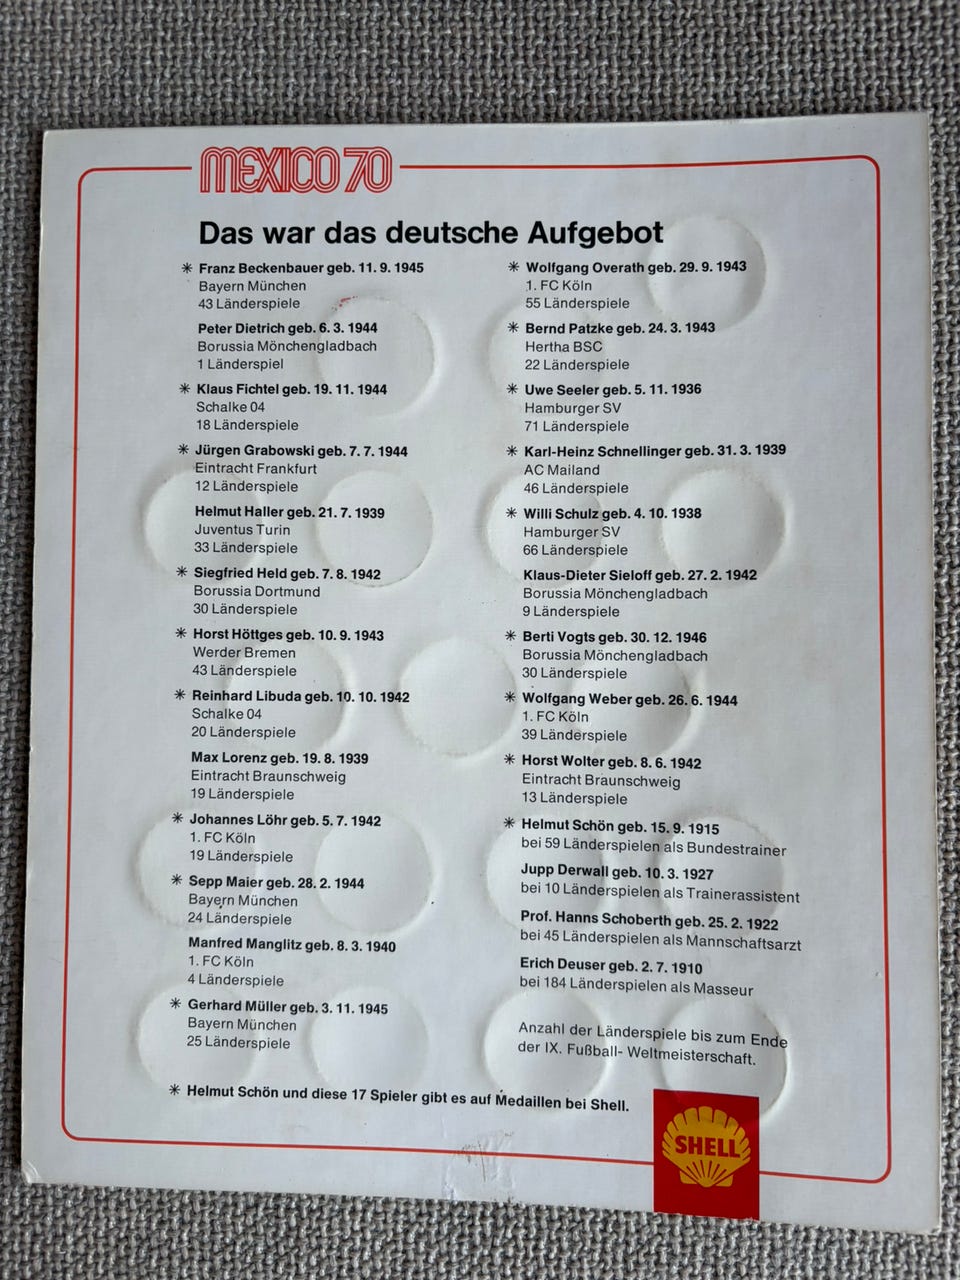 MEXICO 70
Das war das deutsche Aufgebot
✳ Franz Beckenbauer geb. 11. 9. 1945
Bayern München
43 Länderspiele
Peter Dietrich geb. 6. 3. 1944
Borussia Mönchengladbach
1 Länderspiel
✳ Klaus Fichtel geb. 19. 11. 1944
Schalke 04
18 Länderspiele
✳ Jürgen Grabowski geb. 7. 7. 1944
Eintracht Frankfurt
12 Länderspiele
Helmut Haller geb. 21. 7. 1939
Juventus Turin
33 Länderspiele
✳ Siegfried Held geb. 7. 8. 1942
Borussia Dortmund
30 Länderspiele
✳ Horst Höttges geb. 10. 9. 1943
Werder Bremen
43 Länderspiele
✳ Reinhard Libuda geb. 10. 10. 1942
Schalke 04
20 Länderspiele
Max Lorenz geb. 19. 8. 1939
Eintracht Braunschweig
19 Länderspiele
✳ Johannes Löhr geb. 5. 7. 1942
1. FC Köln
19 Länderspiele
✳ Sepp Maier geb. 28. 2. 1944
Bayern München
24 Länderspiele
Manfred Manglitz geb. 8. 3. 1940
1. FC Köln
4 Länderspiele
✳ Gerhard Müller geb. 3. 11. 1945
Bayern München
25 Länderspiele
✳ Wolfgang Overath geb. 29. 9. 1943
1. FC Köln
55 Länderspiele
✳ Bernd Patzke geb. 24. 3. 1943
Hertha BSC
22 Länderspiele
✳ Uwe Seeler geb. 5. 11. 1936
Hamburger SV
71 Länderspiele
✳ Karl-Heinz Schnellinger geb. 31. 3. 1939
AC Mailand
46 Länderspiele
✳ Willi Schulz geb. 4. 10. 1938
Hamburger SV
66 Länderspiele
Klaus-Dieter Sieloff geb. 27. 2. 1942
Borussia Mönchengladbach
9 Länderspiele
✳ Berti Vogts geb. 30. 12. 1946
Borussia Mönchengladbach
30 Länderspiele
✳ Wolfgang Weber geb. 26. 6. 1944
1. FC Köln
39 Länderspiele
✳ Horst Wolter geb. 8. 6. 1942
Eintracht Braunschweig
13 Länderspiele
✳ Helmut Schön geb. 15. 9. 1915
bei 59 Länderspielen als Bundestrainer
Jupp Derwall geb. 10. 3. 1927
bei 10 Länderspielen als Trainerassistent
Prof. Hanns Schoberth geb. 25. 2. 1922
bei 45 Länderspielen als Mannschaftsarzt
Erich Deuser geb. 2. 7. 1910
bei 184 Länderspielen als Masseur
Anzahl der Länderspiele bis zum Ende
der IX. Fußball- Weltmeisterschaft.
✳ Helmut Schön und diese 17 Spieler gibt es auf Medaillen bei Shell.
SHELL